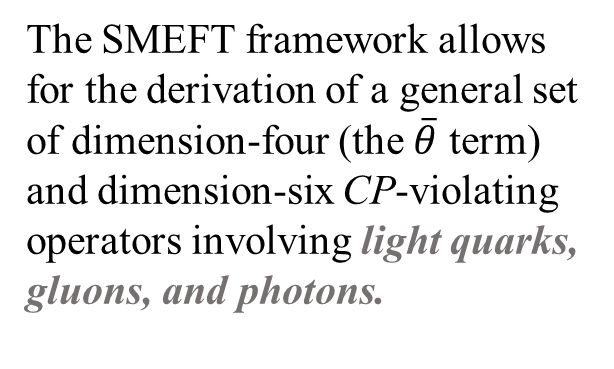 The SMEFT framework allows
for the derivation of a general set
of dimension-four (the θ̄ term)
and dimension-six CP-violating
operators involving light quarks,
gluons, and photons.